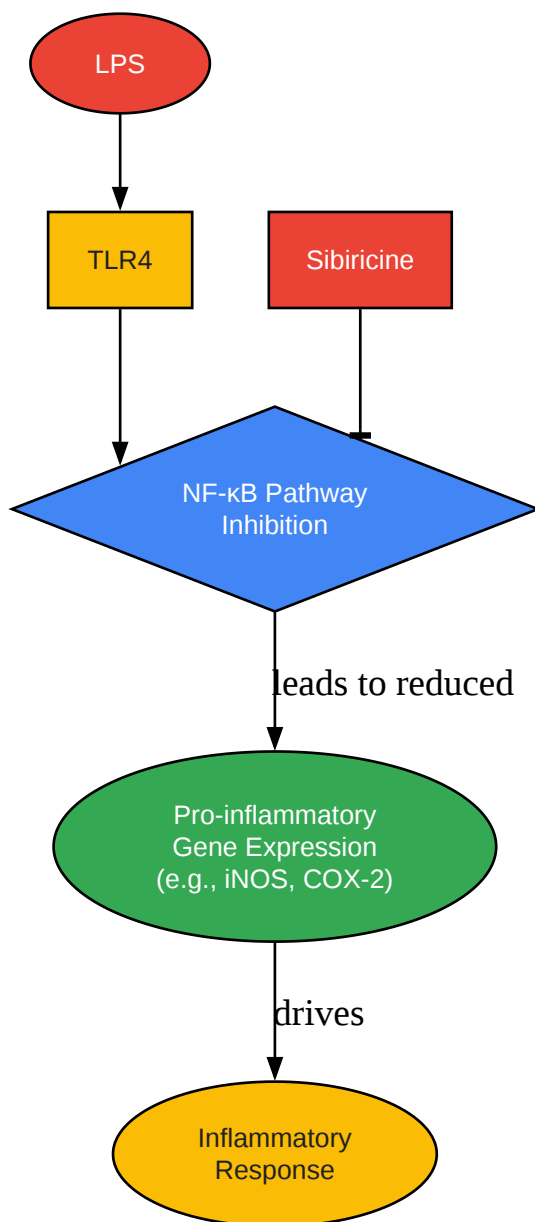 LPS
TLR4
Sibiricine
NF-κB Pathway
Inhibition
leads to reduced
Pro-inflammatory
Gene Expression
(e.g., iNOS, COX-2)
drives
Inflammatory
Response